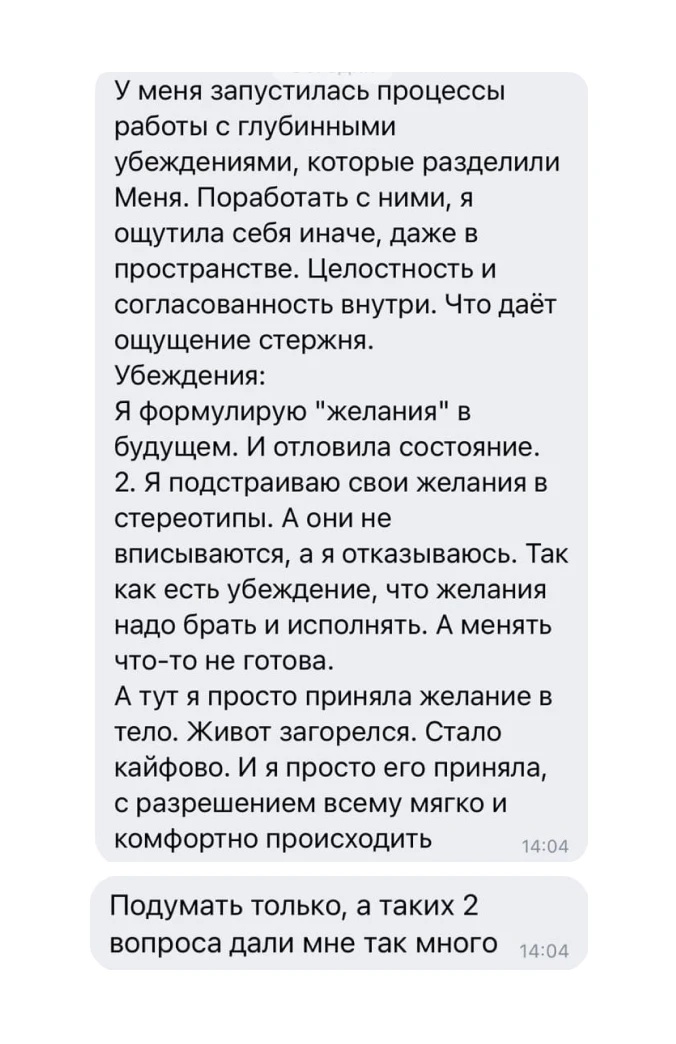 У меня запустилась процессы
работы с глубинными
убеждениями, которые разделили
Меня. Поработать с ними, я
ощутила себя иначе, даже в
пространстве. Целостность и
согласованность внутри. Что даёт
ощущение стержня.
Убеждения:
Я формулирую "желания" в
будущем. И отловила состояние.
2. Я подстраиваю свои желания в
стереотипы. А они не
вписываются, а я отказываюсь. Так
как есть убеждение, что желания
надо брать и исполнять. А менять
что-то не готова.
А тут я просто приняла желание в
тело. Живот загорелся. Стало
кайфово. И я просто его приняла,
с разрешением всему мягко и
комфортно происходить
14:04
Подумать только, а таких 2
вопроса дали мне так много
14:04